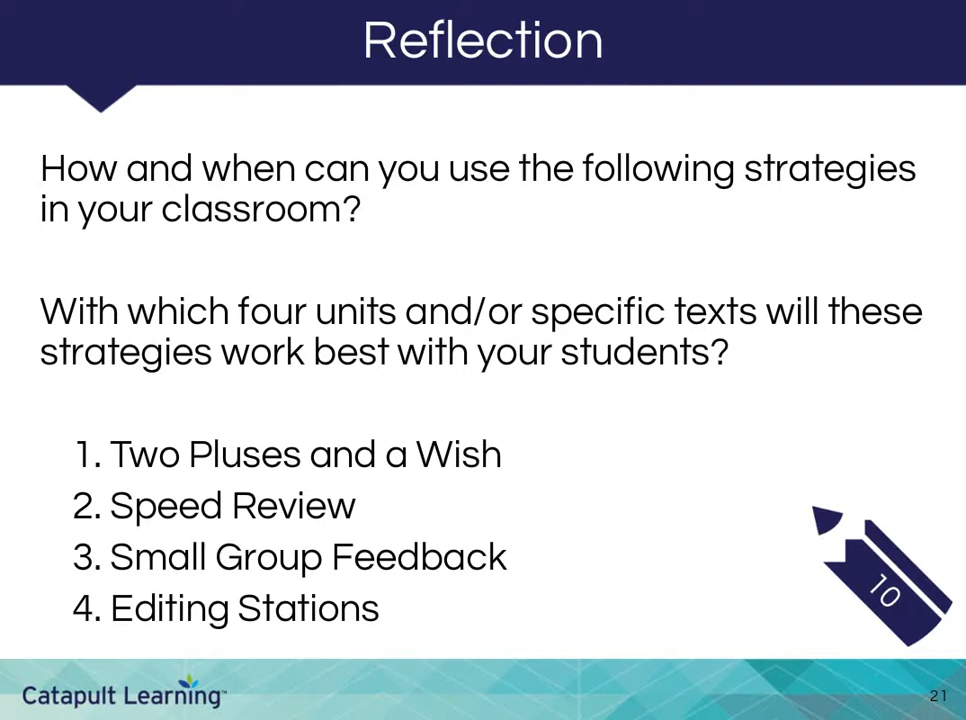 Reflection
How and when can you use the following strategies
in your classroom?
With which four units and/or specific texts will these
strategies work best with your students?
1. Two Pluses and a Wish
2. Speed Review
3. Small Group Feedback
4. Editing Stations
10
Catapult Learning™
21